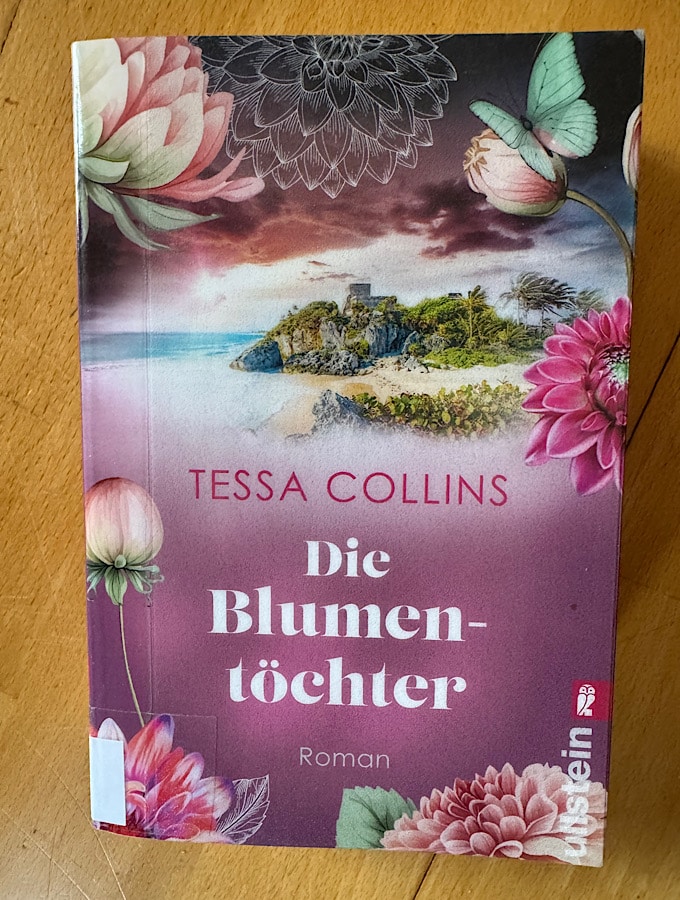 TESSA COLLINS
Die
Blumen-
töchter
Roman
ullstein